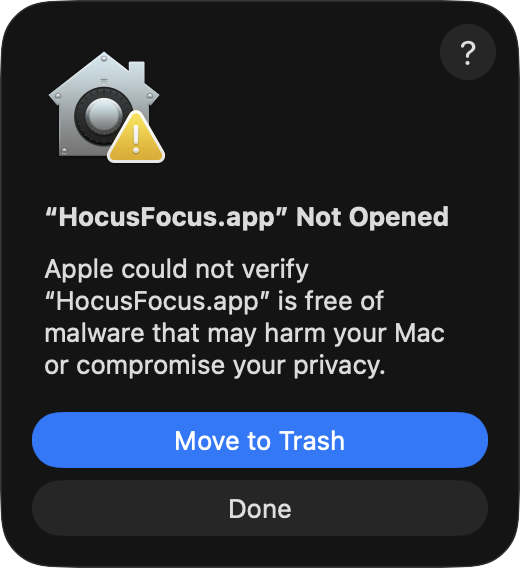 ?
“HocusFocus.app” Not Opened
Apple could not verify
“HocusFocus.app” is free of
malware that may harm your Mac
or compromise your privacy.
Move to Trash
Done